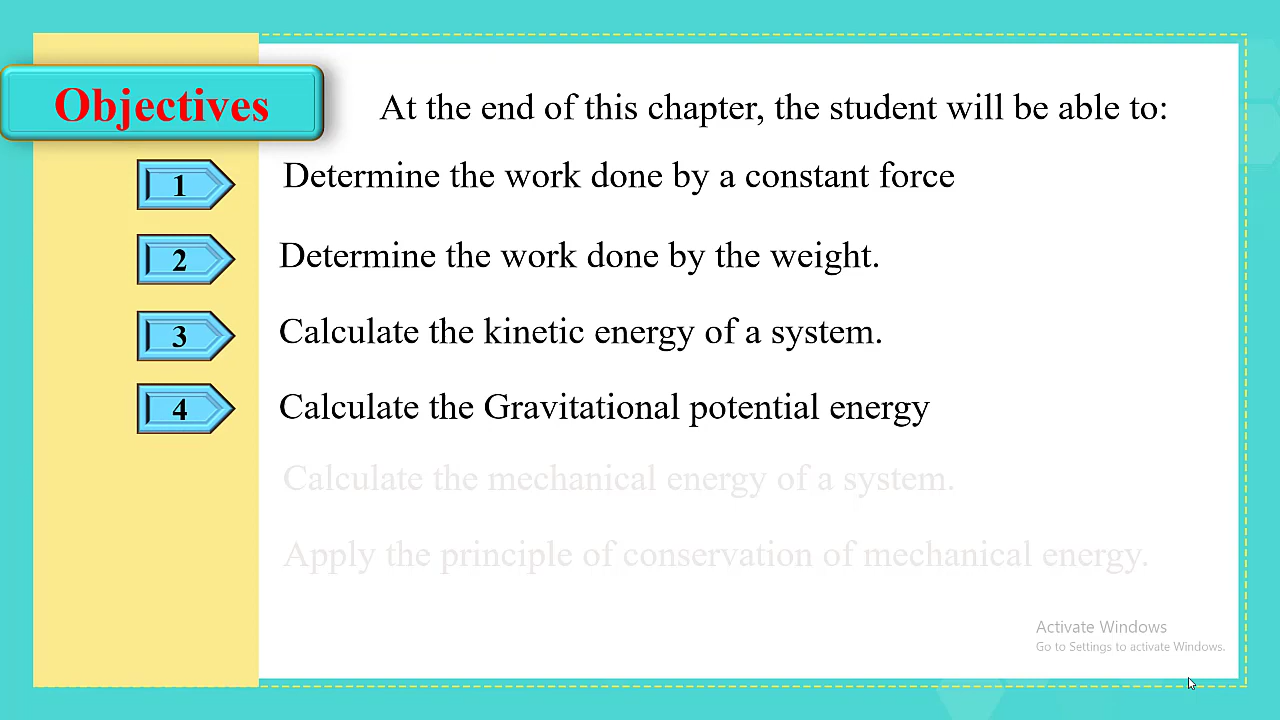 Objectives
At the end of this chapter, the student will be able to:
1
Determine the work done by a constant force
2
Determine the work done by the weight.
3
Calculate the kinetic energy of a system.
4
Calculate the Gravitational potential energy
Calculate the mechanical energy of a system.
Apply the principle of conservation of mechanical energy.
Activate Windows
Go to Settings to activate Windows.